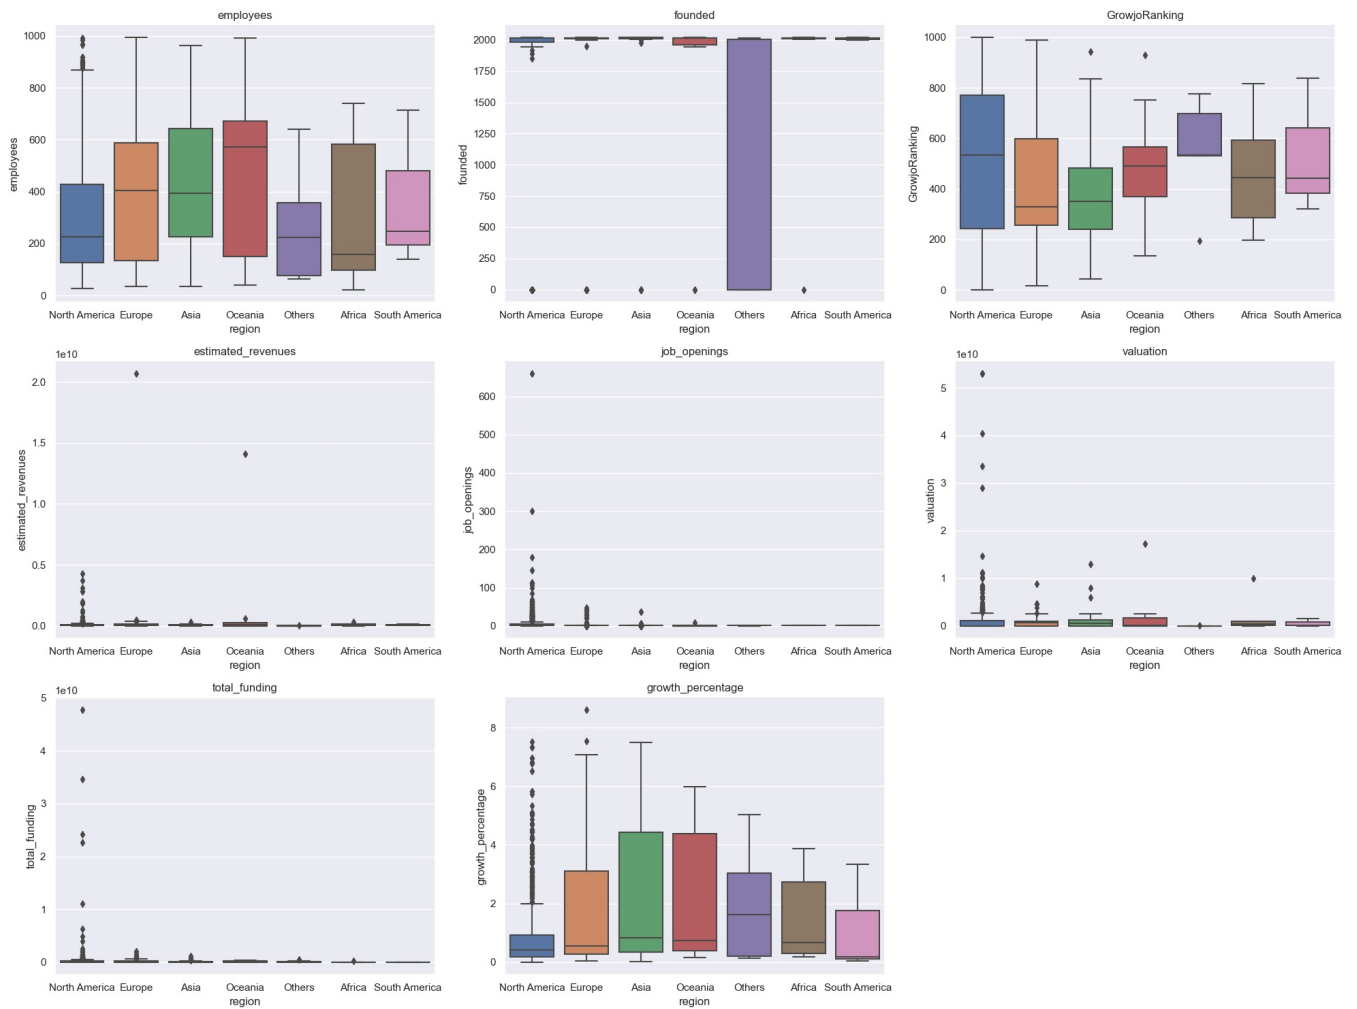 employees
1000
800
600
400
200
0
employees
North America Europe Asia Oceania Others Africa South America
region
founded
2000
1750
1500
1250
1000
750
500
250
0
founded
North America Europe Asia Oceania Others Africa South America
region
GrowjoRanking
1000
800
600
400
200
0
GrowjoRanking
North America Europe Asia Oceania Others Africa South America
region
estimated_revenues
1e10
2.0
1.5
1.0
0.5
0.0
estimated_revenues
North America Europe Asia Oceania Others Africa South America
region
job_openings
600
500
400
300
200
100
0
job_openings
North America Europe Asia Oceania Others Africa South America
region
valuation
1e10
5
4
3
2
1
0
valuation
North America Europe Asia Oceania Others Africa South America
region
total_funding
1e10
5
4
3
2
1
0
total_funding
North America Europe Asia Oceania Others Africa South America
region
growth_percentage
8
6
4
2
0
growth_percentage
North America Europe Asia Oceania Others Africa South America
region